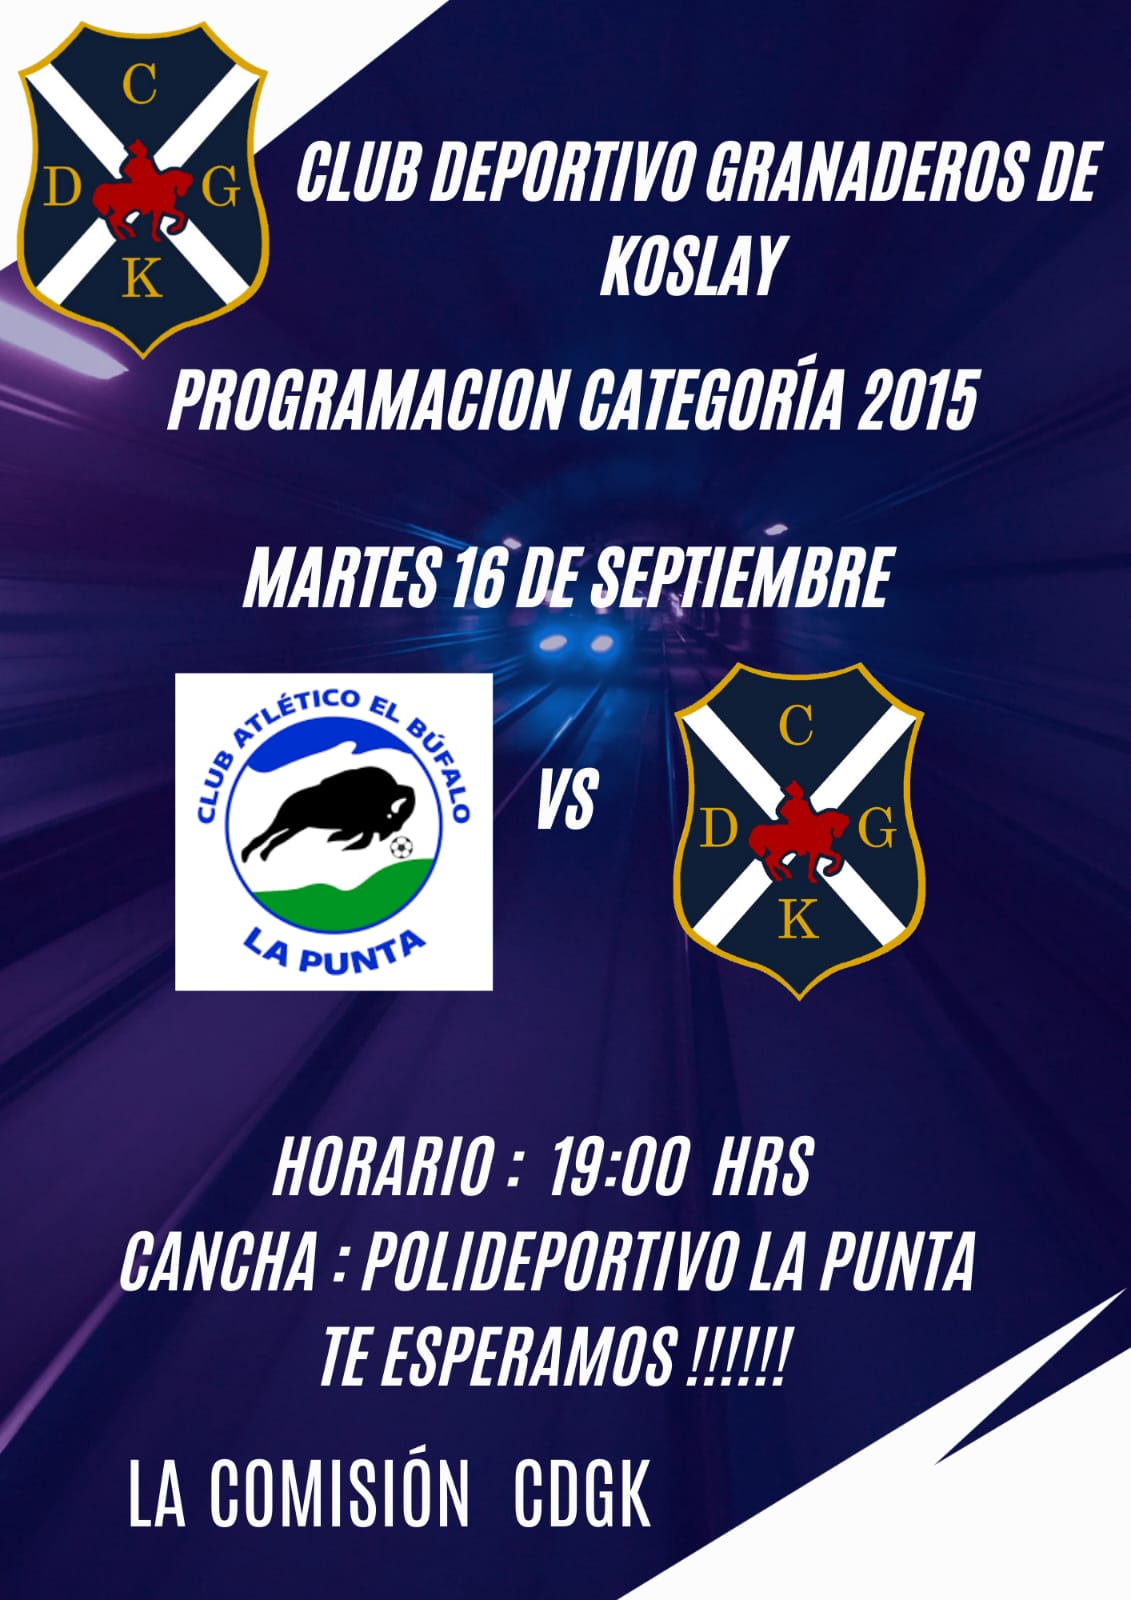 C
D G
K
CLUB DEPORTIVO GRANADEROS DE
KOSLAY
PROGRAMACION CATEGORÍA 2015
MARTES 16 DE SEPTIEMBRE
CLUB ATLÉTICO EL BÚFALO
LA PUNTA
VS
C
D G
K
HORARIO : 19:00 HRS
CANCHA : POLIDEPORTIVO LA PUNTA
TE ESPERAMOS !!!!!!
LA COMISIÓN CDGK